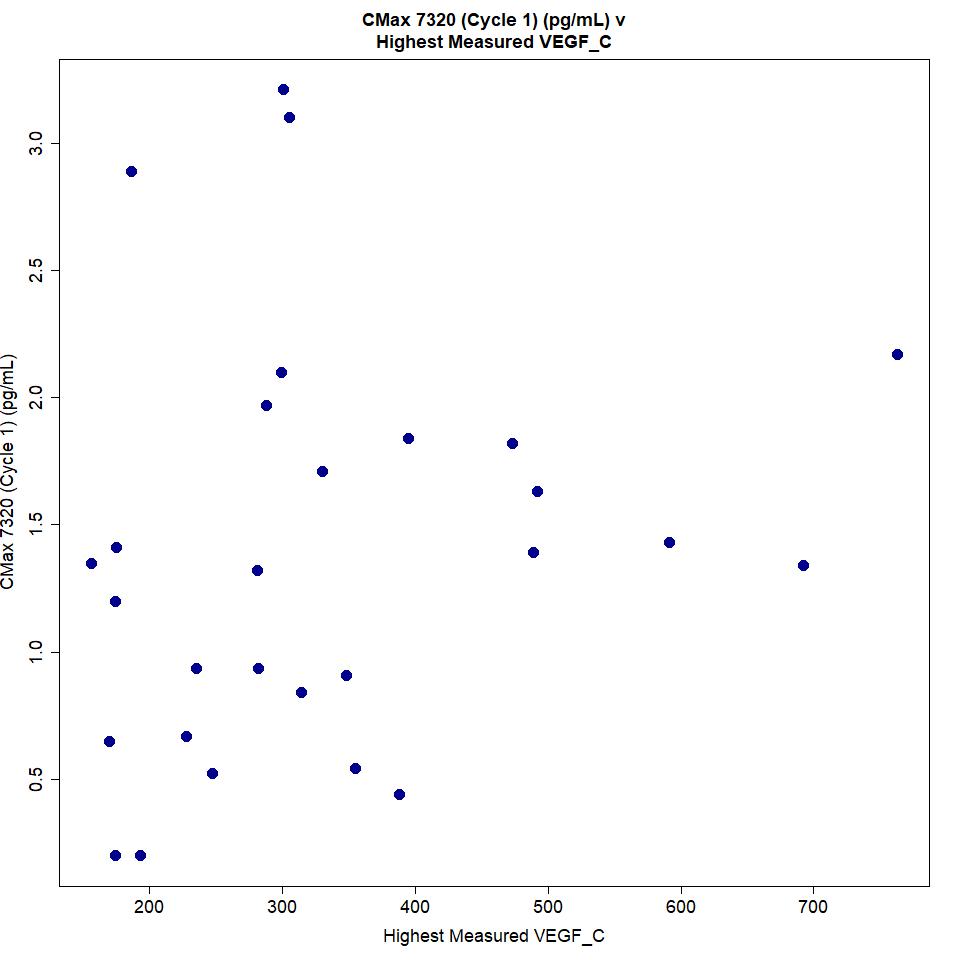 CMax 7320 (Cycle 1) (pg/mL) v
Highest Measured VEGF_C
CMax 7320 (Cycle 1) (pg/mL)
3.0
2.5
2.0
1.5
1.0
0.5
200 300 400 500 600 700
Highest Measured VEGF_C